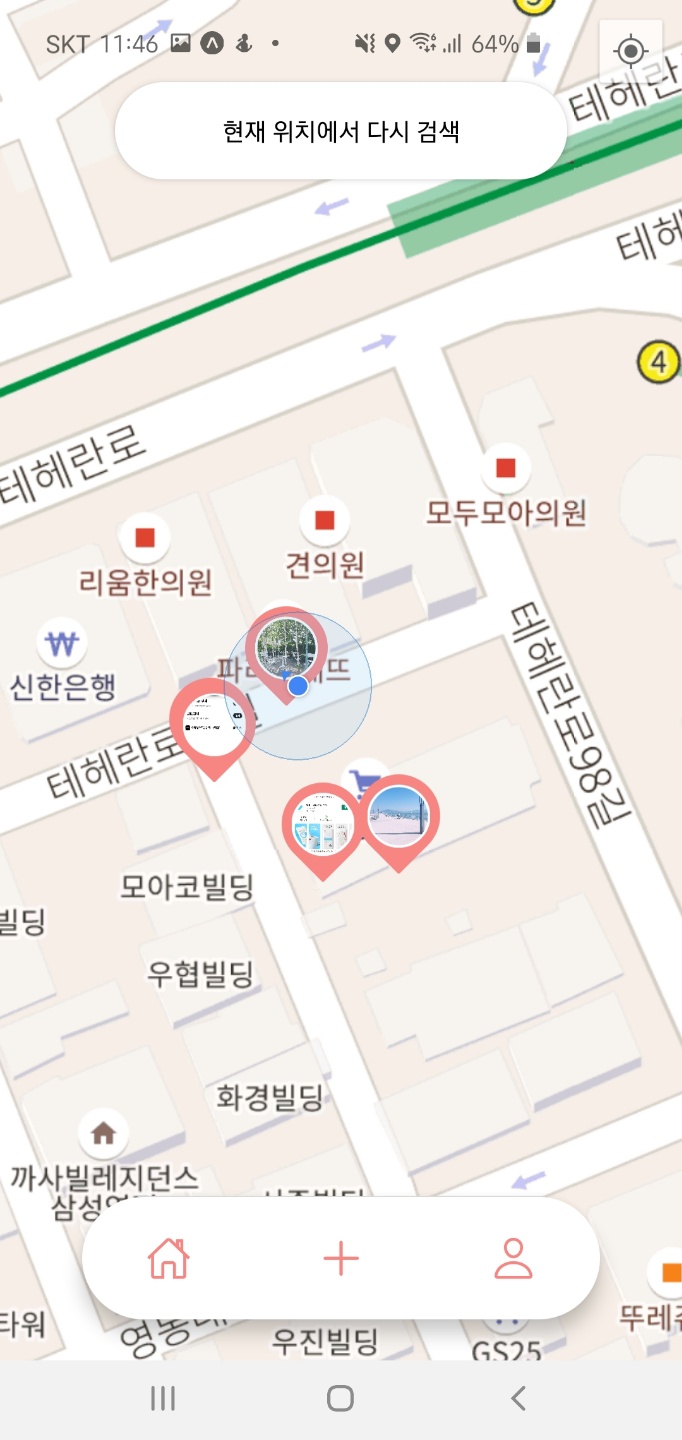 SKT 11:46
64%
현재 위치에서 다시 검색
테헤란
테헤
4
테헤란로
모두모아의원
견의원
리움한의원
신한은행
테헤란로98길
테헤란로
모아코빌딩
빌딩
우협빌딩
화경빌딩
까사빌레지던스
삼성
타워
우진빌딩
GS25
뚜레